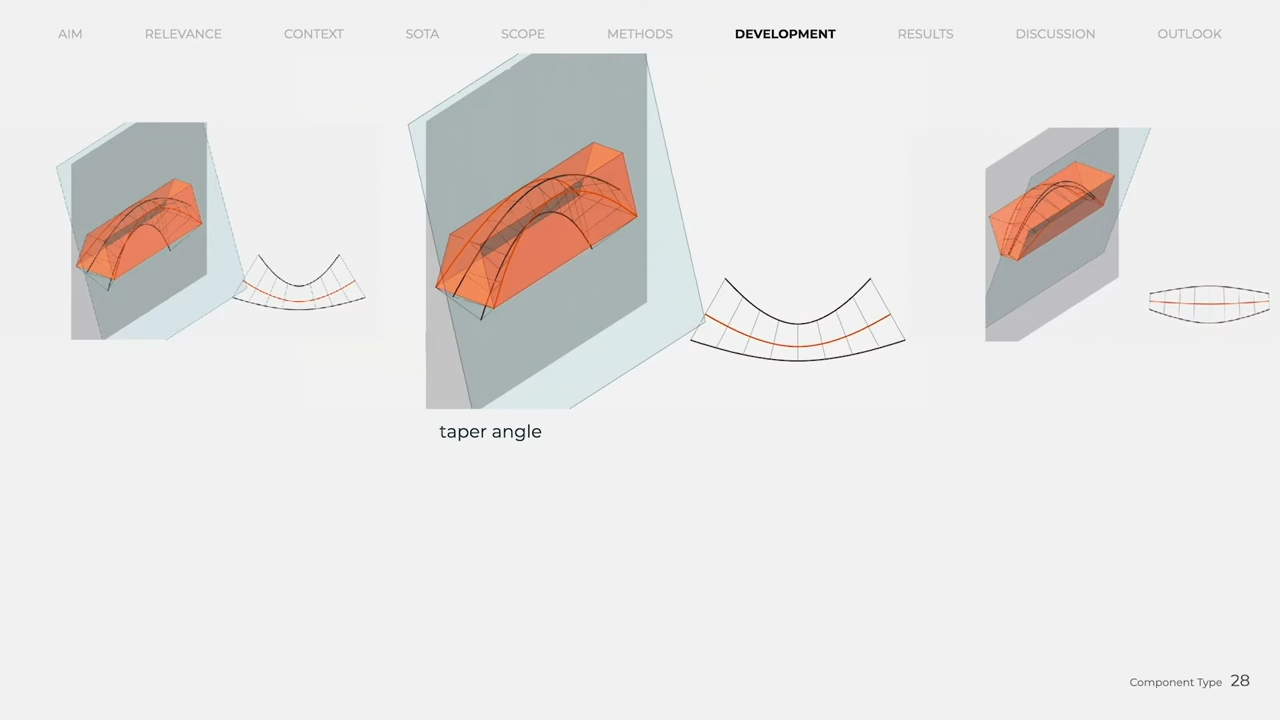 AIM RELEVANCE CONTEXT SOTA SCOPE METHODS DEVELOPMENT RESULTS DISCUSSION OUTLOOK
taper angle
Component Type 28